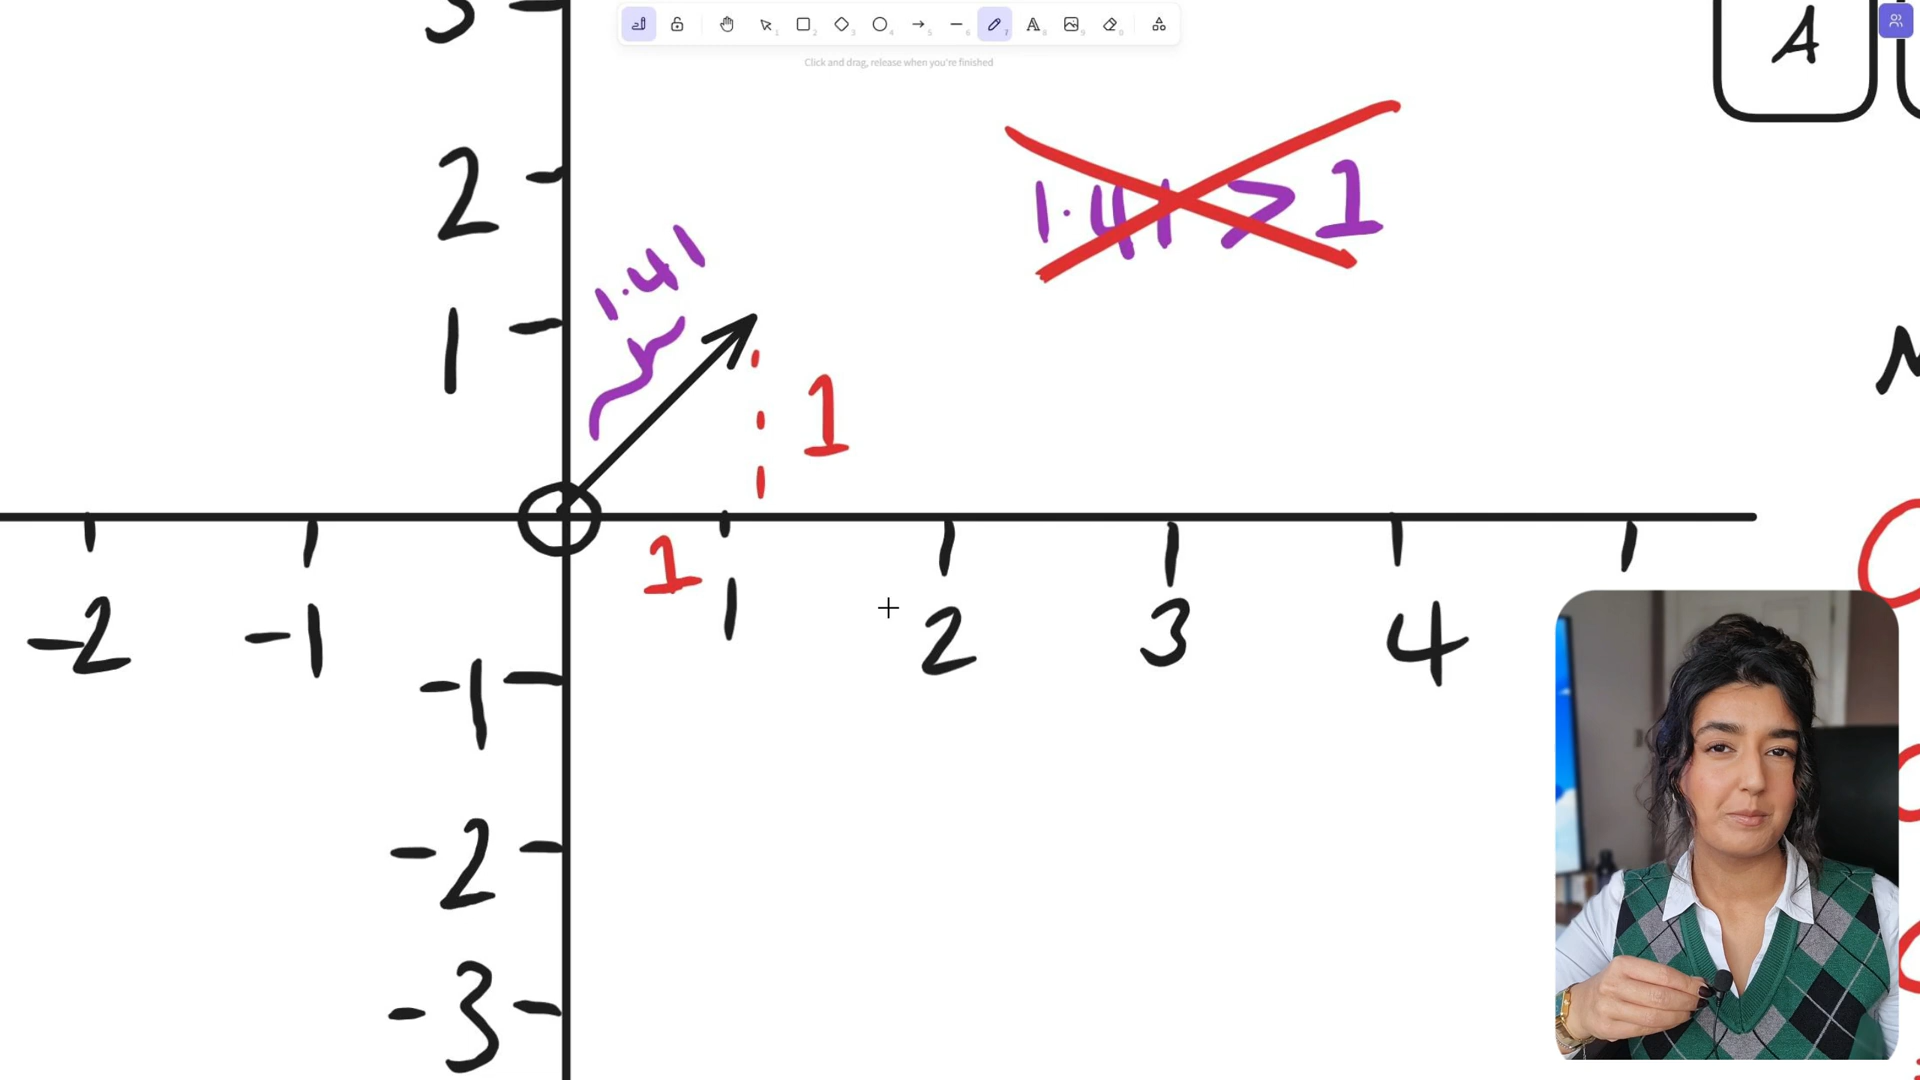 Click and drag, release when you're finished
A
3
2
1.41 > 1
1.41
1
1
1
-2 -1 1 2 3 4
-1
-2
-3